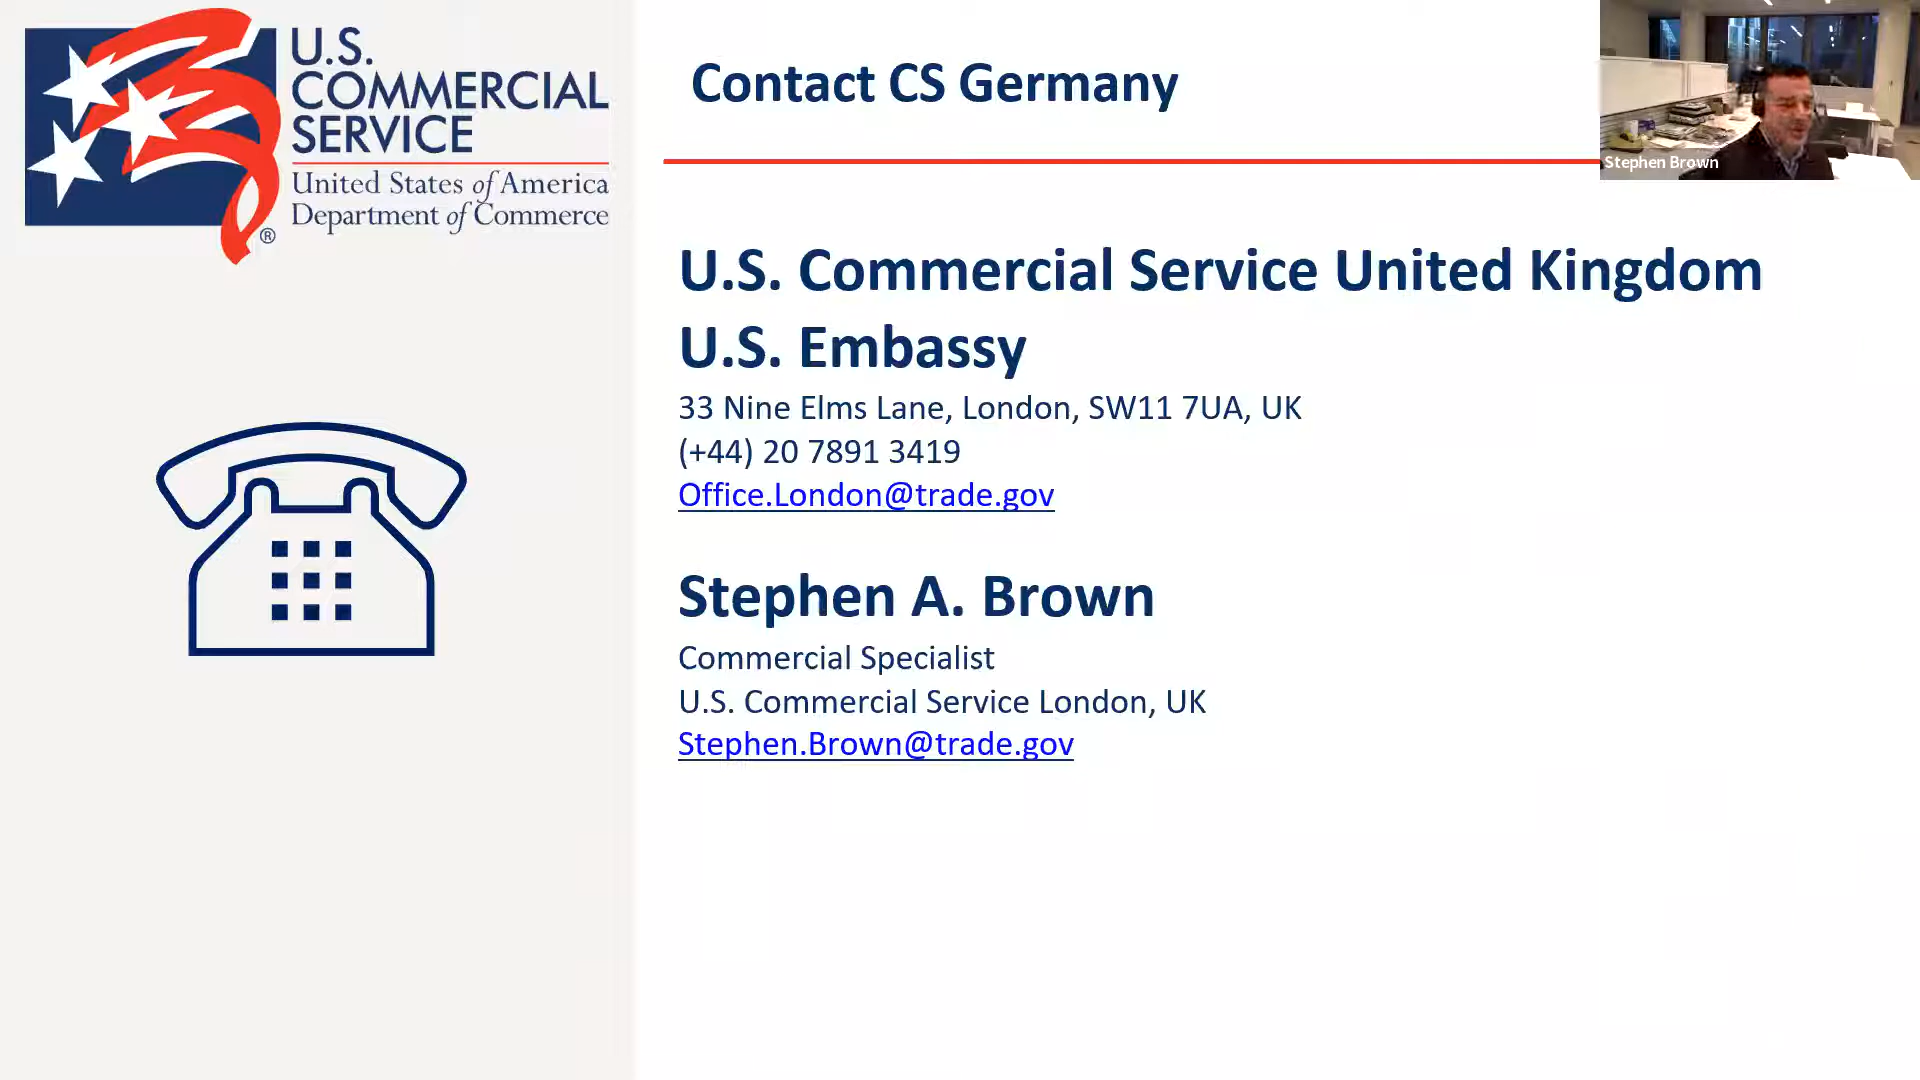 U.S.
COMMERCIAL
SERVICE
United States of America
Department of Commerce
®
Contact CS Germany
Stephen Brown
U.S. Commercial Service United Kingdom
U.S. Embassy
33 Nine Elms Lane, London, SW11 7UA, UK
(+44) 20 7891 3419
Office.London@trade.gov
Stephen A. Brown
Commercial Specialist
U.S. Commercial Service London, UK
Stephen.Brown@trade.gov